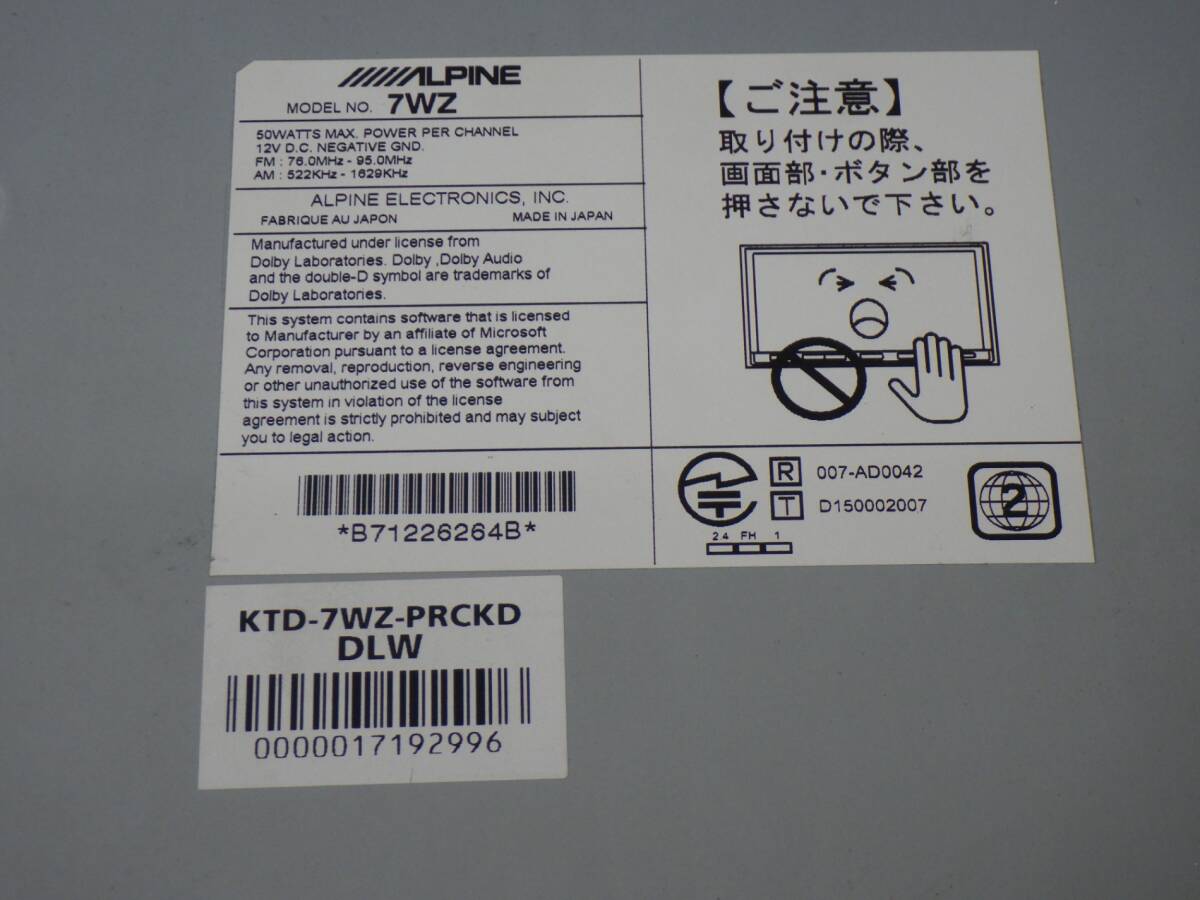 ALPINE
MODEL NO. 7WZ
50WATTS MAX. POWER PER CHANNEL
12V D.C. NEGATIVE GND.
FM : 76.0MHz - 95.0MHz
AM : 522KHz - 1629KHz
ALPINE ELECTRONICS, INC.
FABRIQUE AU JAPON MADE IN JAPAN
Manufactured under license from
Dolby Laboratories. Dolby ,Dolby Audio
and the double-D symbol are trademarks of
Dolby Laboratories.
This system contains software that is licensed
to Manufacturer by an affiliate of Microsoft
Corporation pursuant to a license agreement.
Any removal, reproduction, reverse engineering
or other unauthorized use of the software from
this system in violation of the license
agreement is strictly prohibited and may subject
you to legal action.
*B71226264B*
【ご注意】
取り付けの際、
画面部・ボタン部を
押さないで下さい。
R 007-AD0042
T D150002007
2.4 FH 1
2
KTD-7WZ-PRCKD
DLW
0000017192996